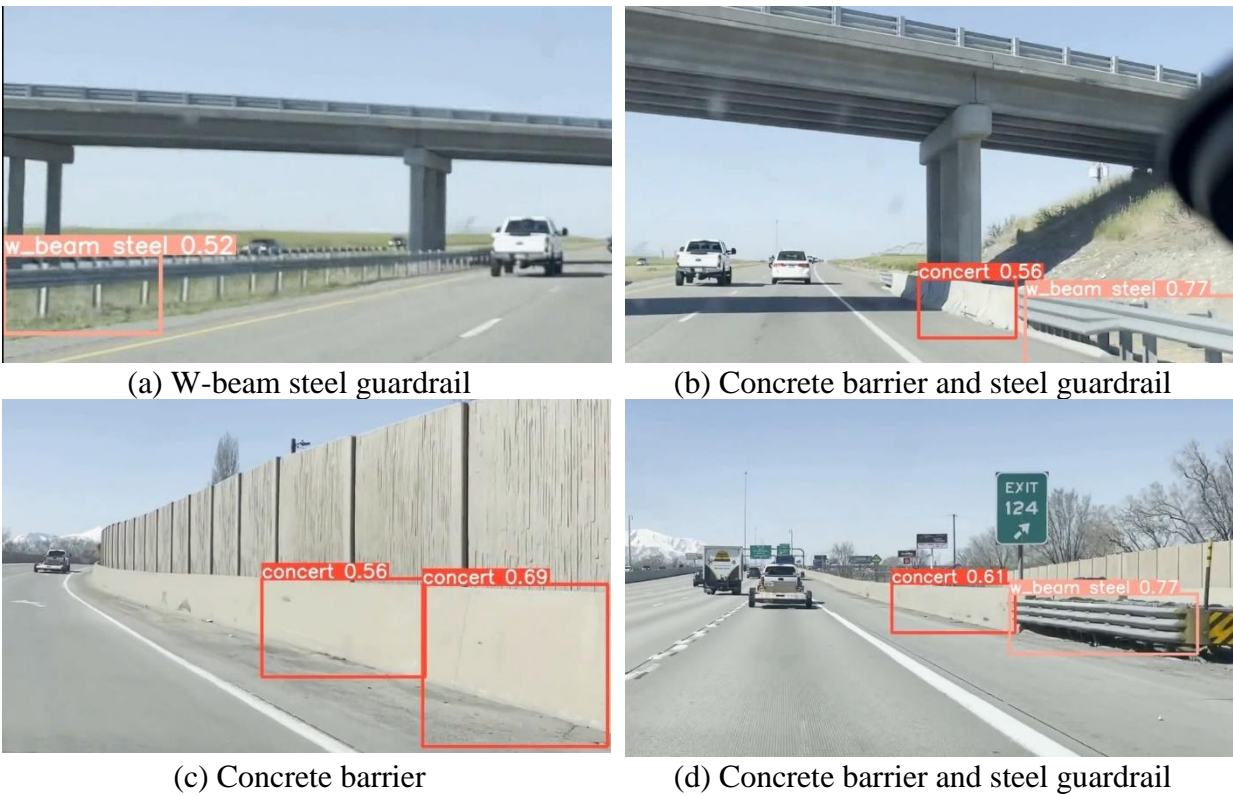 w_beam steel 0.52
concert 0.56
w_beam steel 0.77
(a) W-beam steel guardrail
(b) Concrete barrier and steel guardrail
concert 0.56
concert 0.69
EXIT
124
concert 0.61
w_beam steel 0.77
(c) Concrete barrier
(d) Concrete barrier and steel guardrail